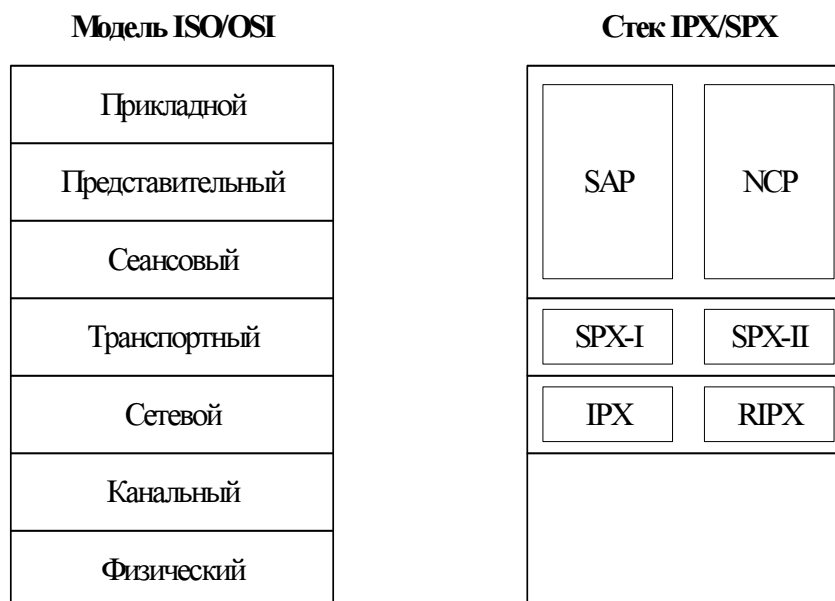 Модель ISO/OSI
Прикладной
Представительный
Сеансовый
Транспортный
Сетевой
Канальный
Физический
Стек IPX/SPX
SAP
NCP
SPX-I
SPX-II
IPX
RIPX